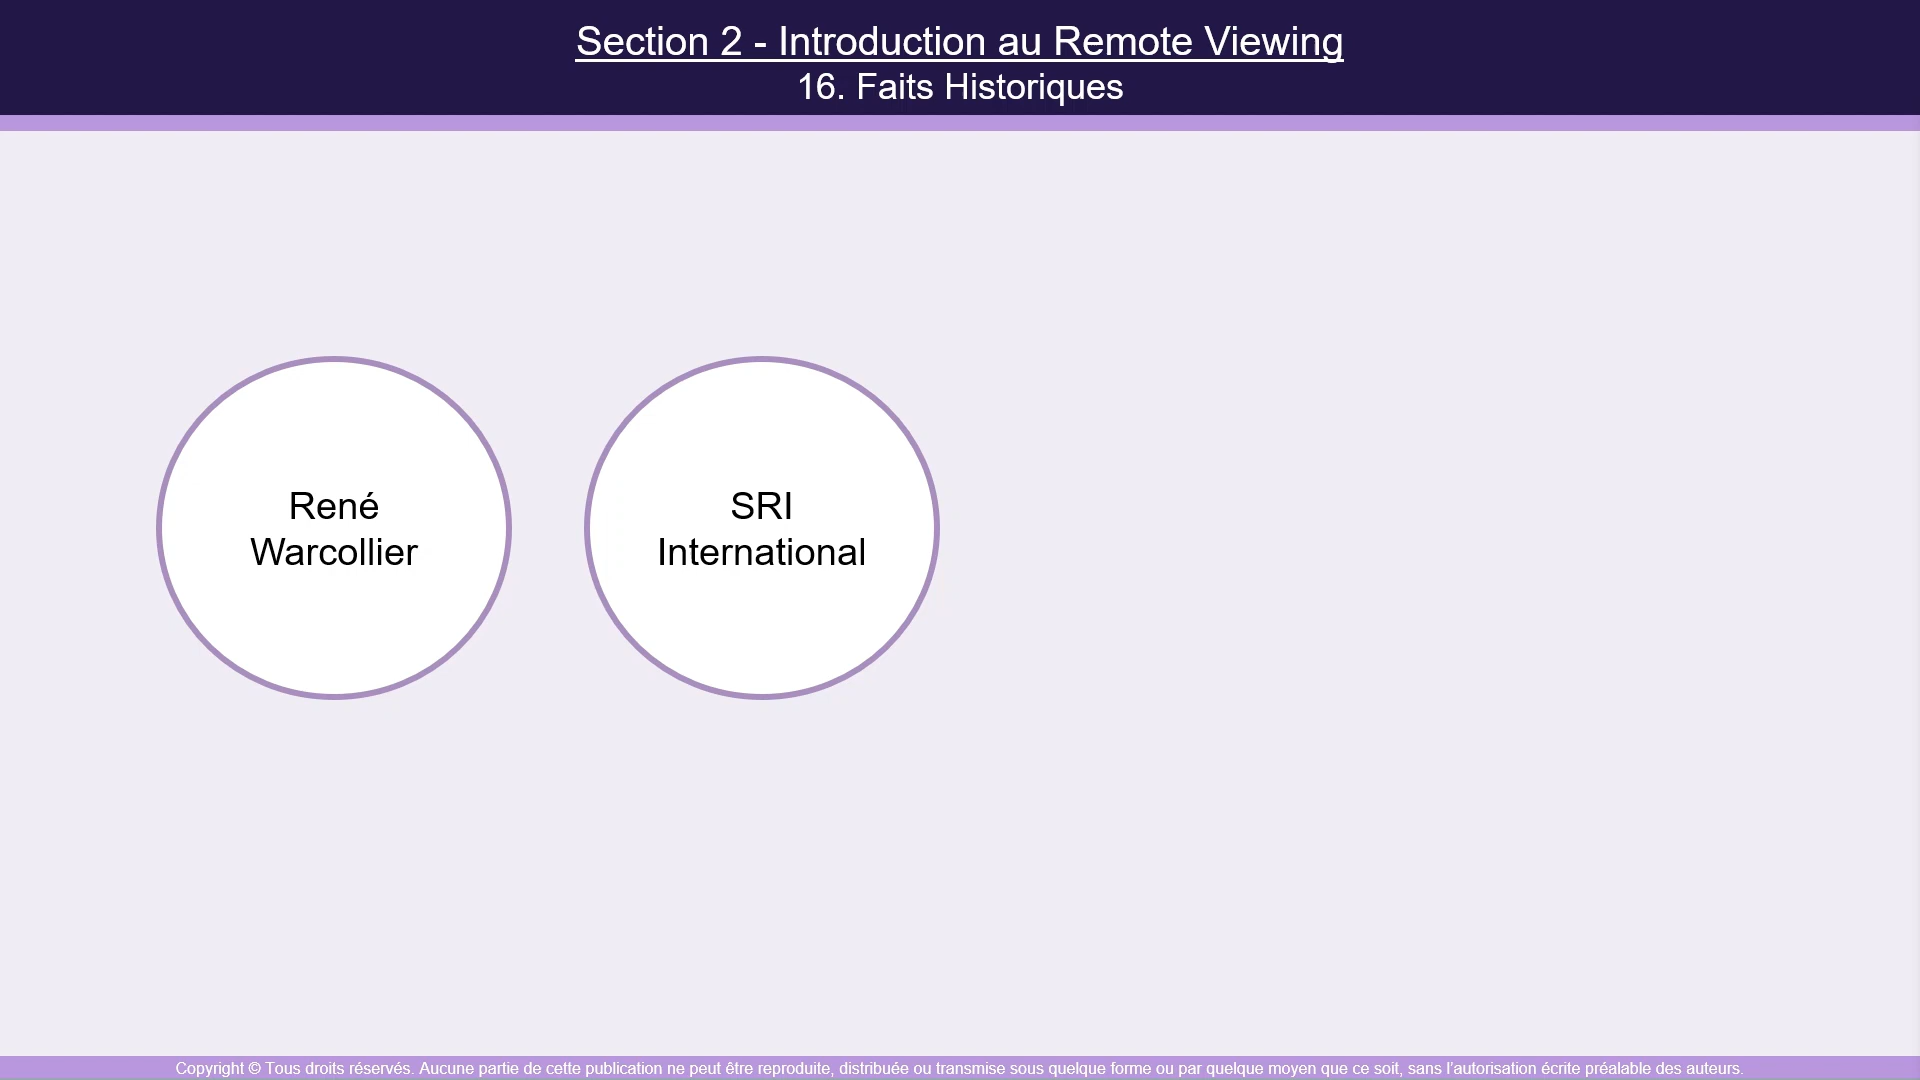 Section 2 - Introduction au Remote Viewing
16. Faits Historiques
René
Warcollier
SRI
International
Copyright © Tous droits réservés. Aucune partie de cette publication ne peut être reproduite, distribuée ou transmise sous quelque forme ou par quelque moyen que ce soit, sans l’autorisation écrite préalable des auteurs.